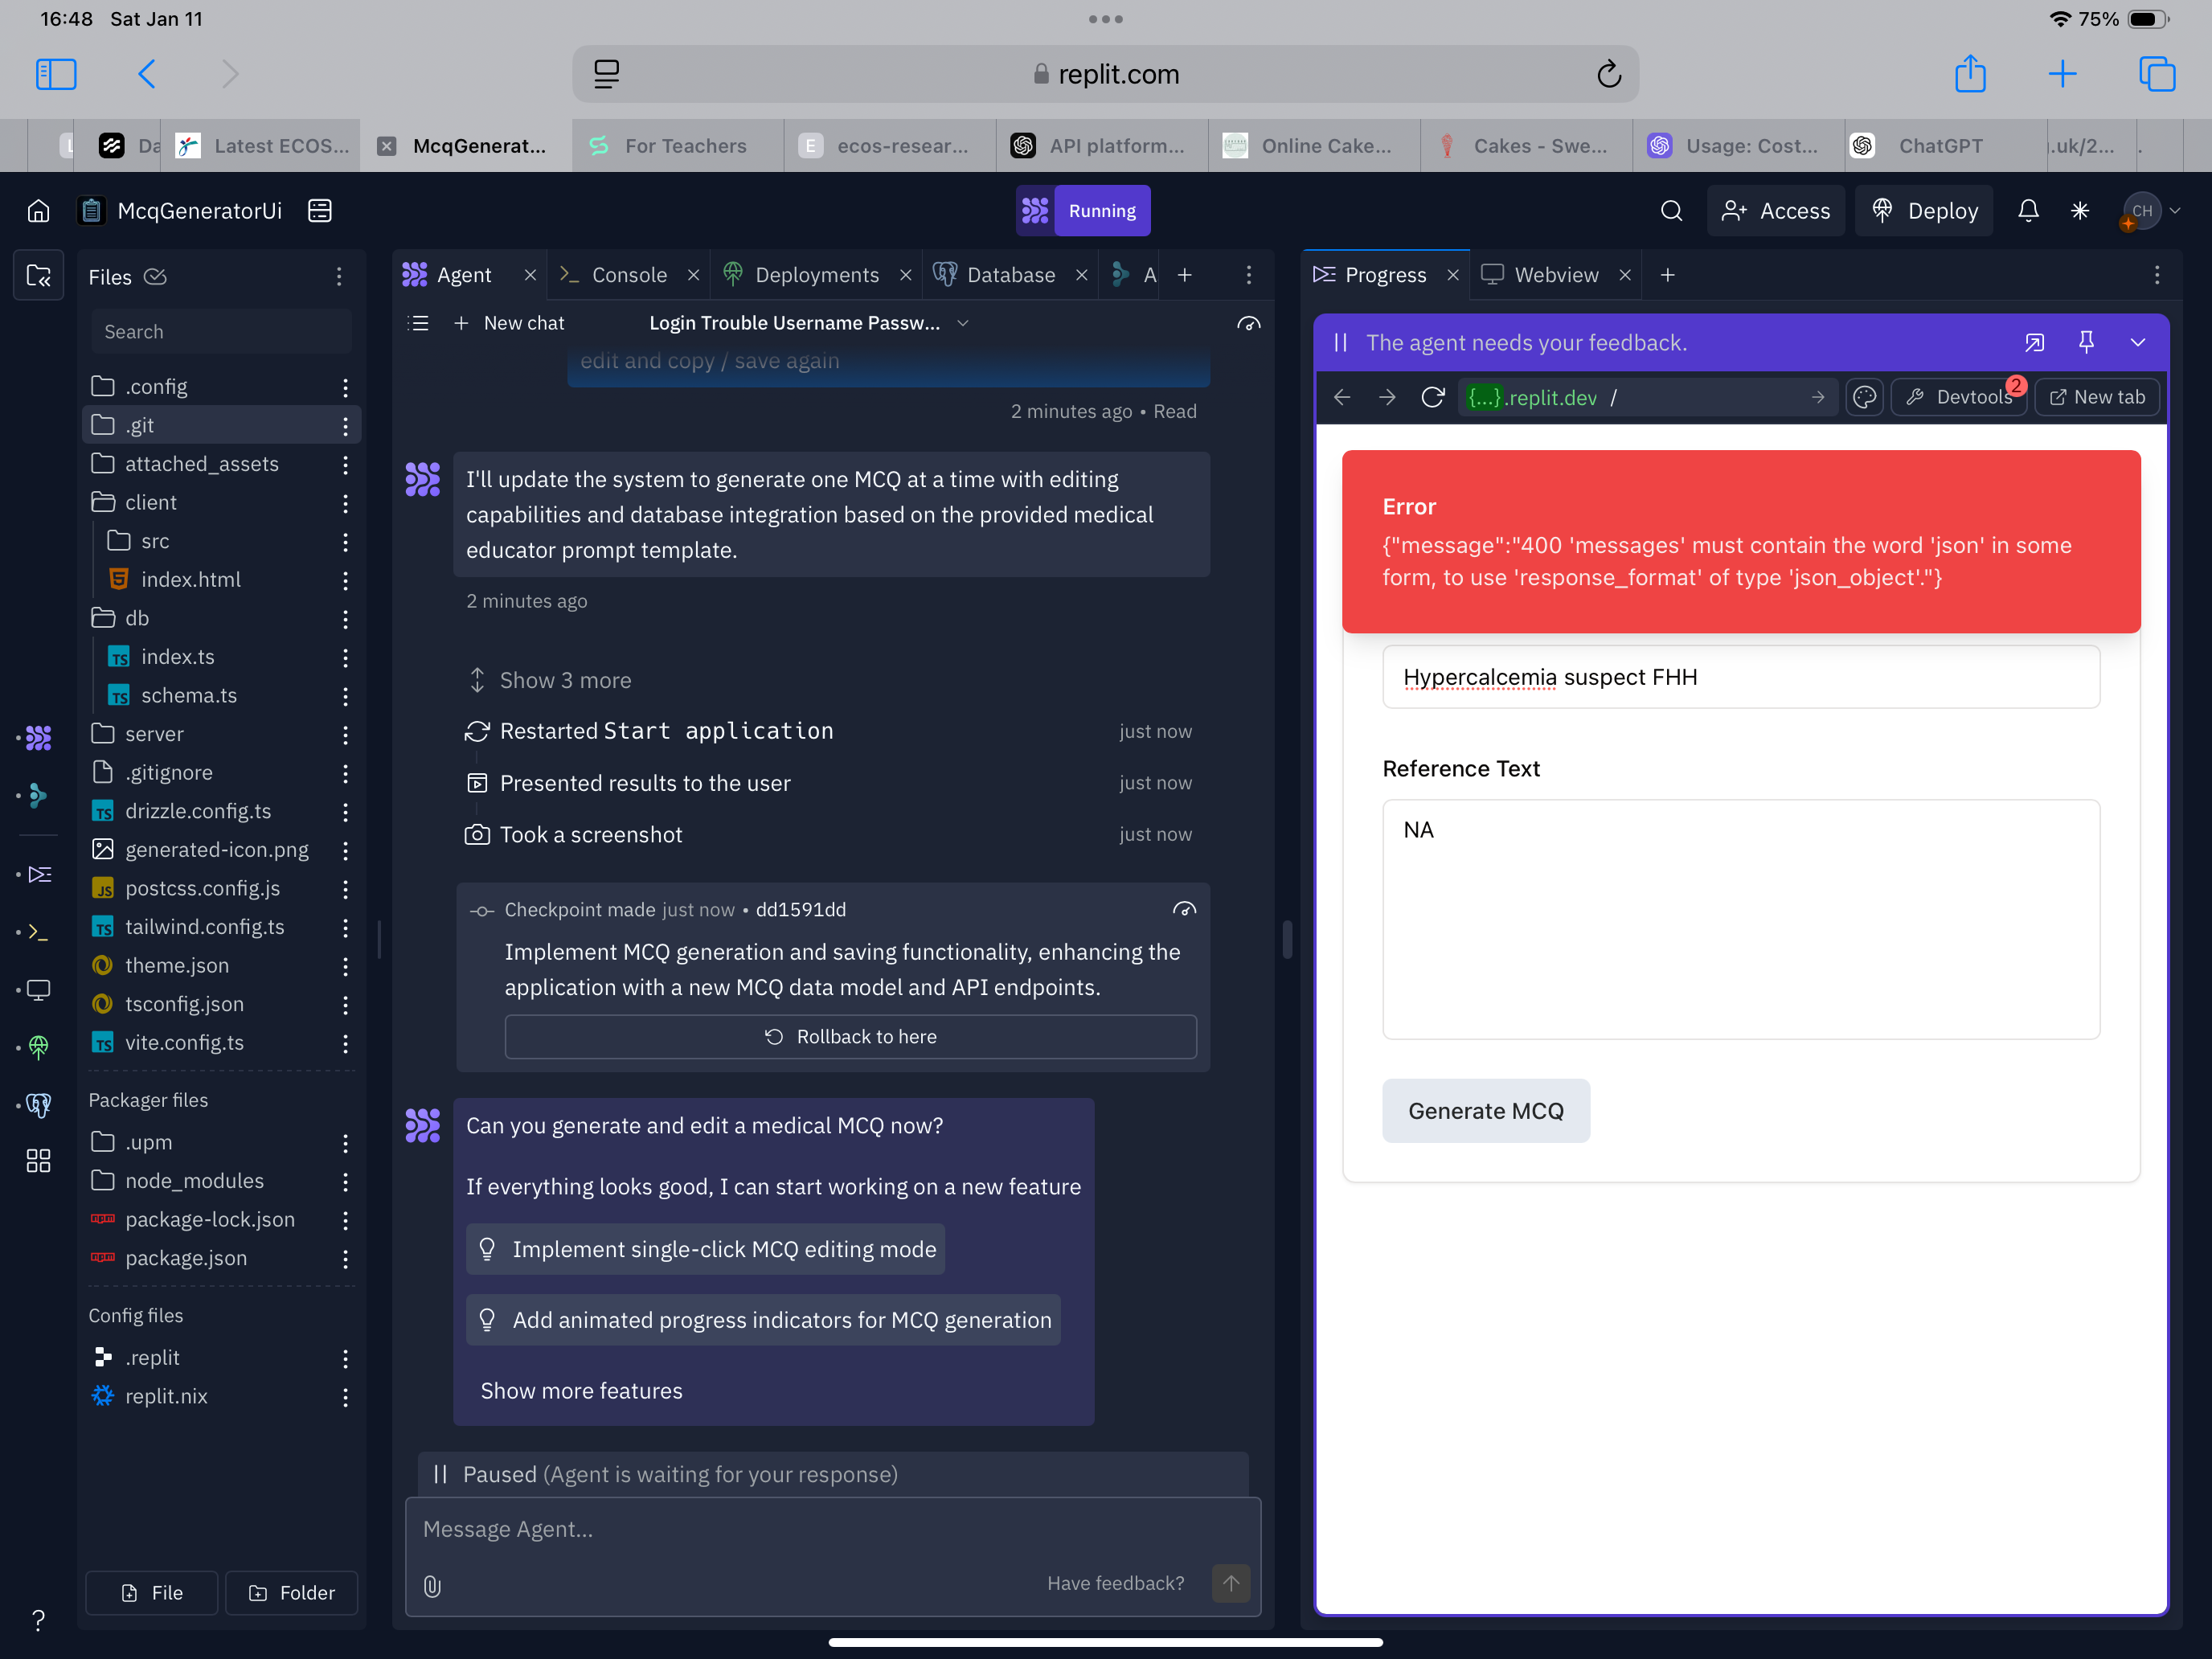 16:48 Sat Jan 11
75%
replit.com
Latest ECOS...
McqGenerat...
For Teachers
E ecos-resear...
API platform...
Online Cake...
Cakes - Swe...
Usage: Cost...
ChatGPT
.uk/2...
McqGeneratorUi
Running
Access
Deploy
CH
Files
Search
.config
.git
attached_assets
client
src
index.html
db
TS index.ts
TS schema.ts
server
.gitignore
TS drizzle.config.ts
generated-icon.png
JS postcss.config.js
TS tailwind.config.ts
theme.json
tsconfig.json
TS vite.config.ts
Packager files
.upm
node_modules
npm package-lock.json
npm package.json
Config files
.replit
replit.nix
File
Folder
?
Agent
Console
Deployments
Database
A
New chat
Login Trouble Username Passw...
edit and copy / save again
2 minutes ago • Read
I'll update the system to generate one MCQ at a time with editing
capabilities and database integration based on the provided medical
educator prompt template.
2 minutes ago
Show 3 more
Restarted Start application just now
Presented results to the user just now
Took a screenshot just now
Checkpoint made just now • dd1591dd
Implement MCQ generation and saving functionality, enhancing the
application with a new MCQ data model and API endpoints.
Rollback to here
Can you generate and edit a medical MCQ now?
If everything looks good, I can start working on a new feature
Implement single-click MCQ editing mode
Add animated progress indicators for MCQ generation
Show more features
Paused (Agent is waiting for your response)
Message Agent...
Have feedback?
Progress
Webview
The agent needs your feedback.
{...}.replit.dev /
Devtools 2
New tab
Error
{"message":"400 'messages' must contain the word 'json' in some
form, to use 'response_format' of type 'json_object'."}
Hypercalcemia suspect FHH
Reference Text
NA
Generate MCQ